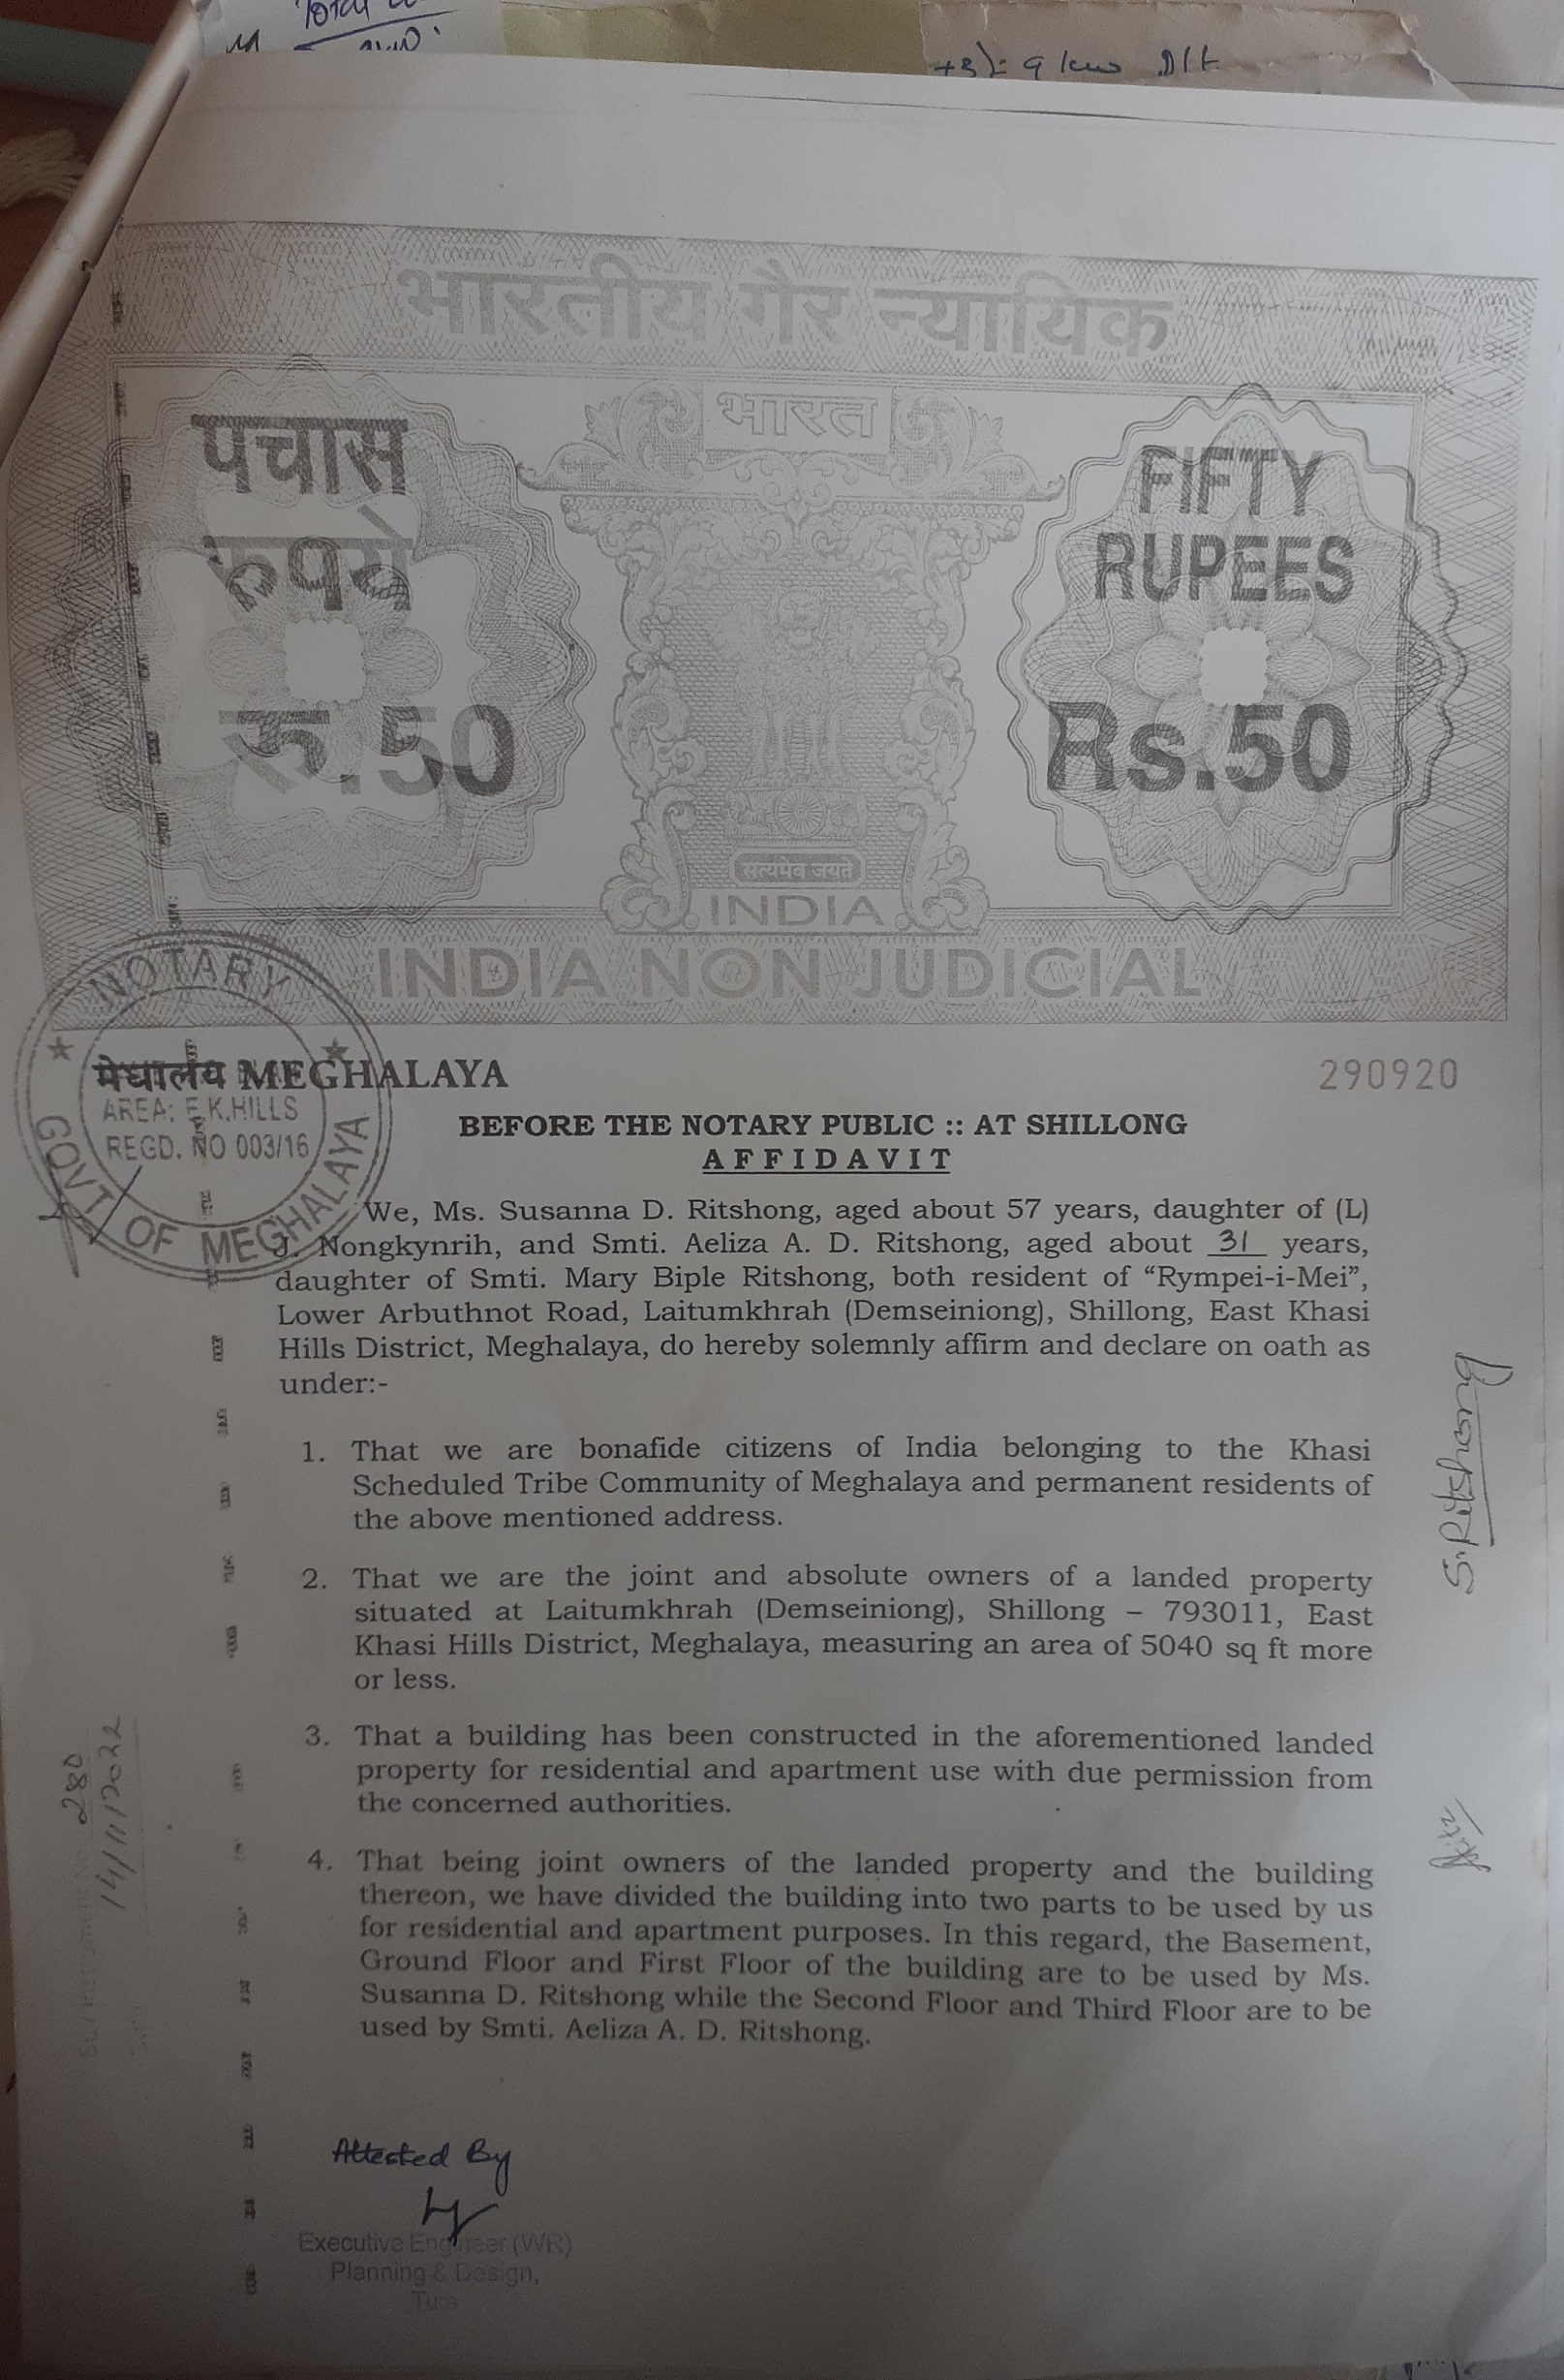 Total
+3):- 9 km
भारतीय गैर न्यायिक
भारत
पचास
रुपये
रु.50
FIFTY
RUPEES
Rs.50
सत्यमेव जयते
INDIA
INDIA NON JUDICIAL
NOTARY
AREA: E.K.HILLS
REGD. NO 003/16
GOVT OF MEGHALAYA
मेघालय MEGHALAYA
290920
BEFORE THE NOTARY PUBLIC :: AT SHILLONG
AFFIDAVIT
We, Ms. Susanna D. Ritshong, aged about 57 years, daughter of (L)
J. Nongkynrih, and Smti. Aeliza A. D. Ritshong, aged about 31 years,
daughter of Smti. Mary Biple Ritshong, both resident of “Rympei-i-Mei”,
Lower Arbuthnot Road, Laitumkhrah (Demseiniong), Shillong, East Khasi
Hills District, Meghalaya, do hereby solemnly affirm and declare on oath as
under:-
1. That we are bonafide citizens of India belonging to the Khasi
Scheduled Tribe Community of Meghalaya and permanent residents of
the above mentioned address.
2. That we are the joint and absolute owners of a landed property
situated at Laitumkhrah (Demseiniong), Shillong – 793011, East
Khasi Hills District, Meghalaya, measuring an area of 5040 sq ft more
or less.
3. That a building has been constructed in the aforementioned landed
property for residential and apartment use with due permission from
the concerned authorities.
4. That being joint owners of the landed property and the building
thereon, we have divided the building into two parts to be used by us
for residential and apartment purposes. In this regard, the Basement,
Ground Floor and First Floor of the building are to be used by Ms.
Susanna D. Ritshong while the Second Floor and Third Floor are to be
used by Smti. Aeliza A. D. Ritshong.
S. Ritshong
280
14/11/2022
Attested By
Executive Engineer (WR)
Planning & Design,
Tura